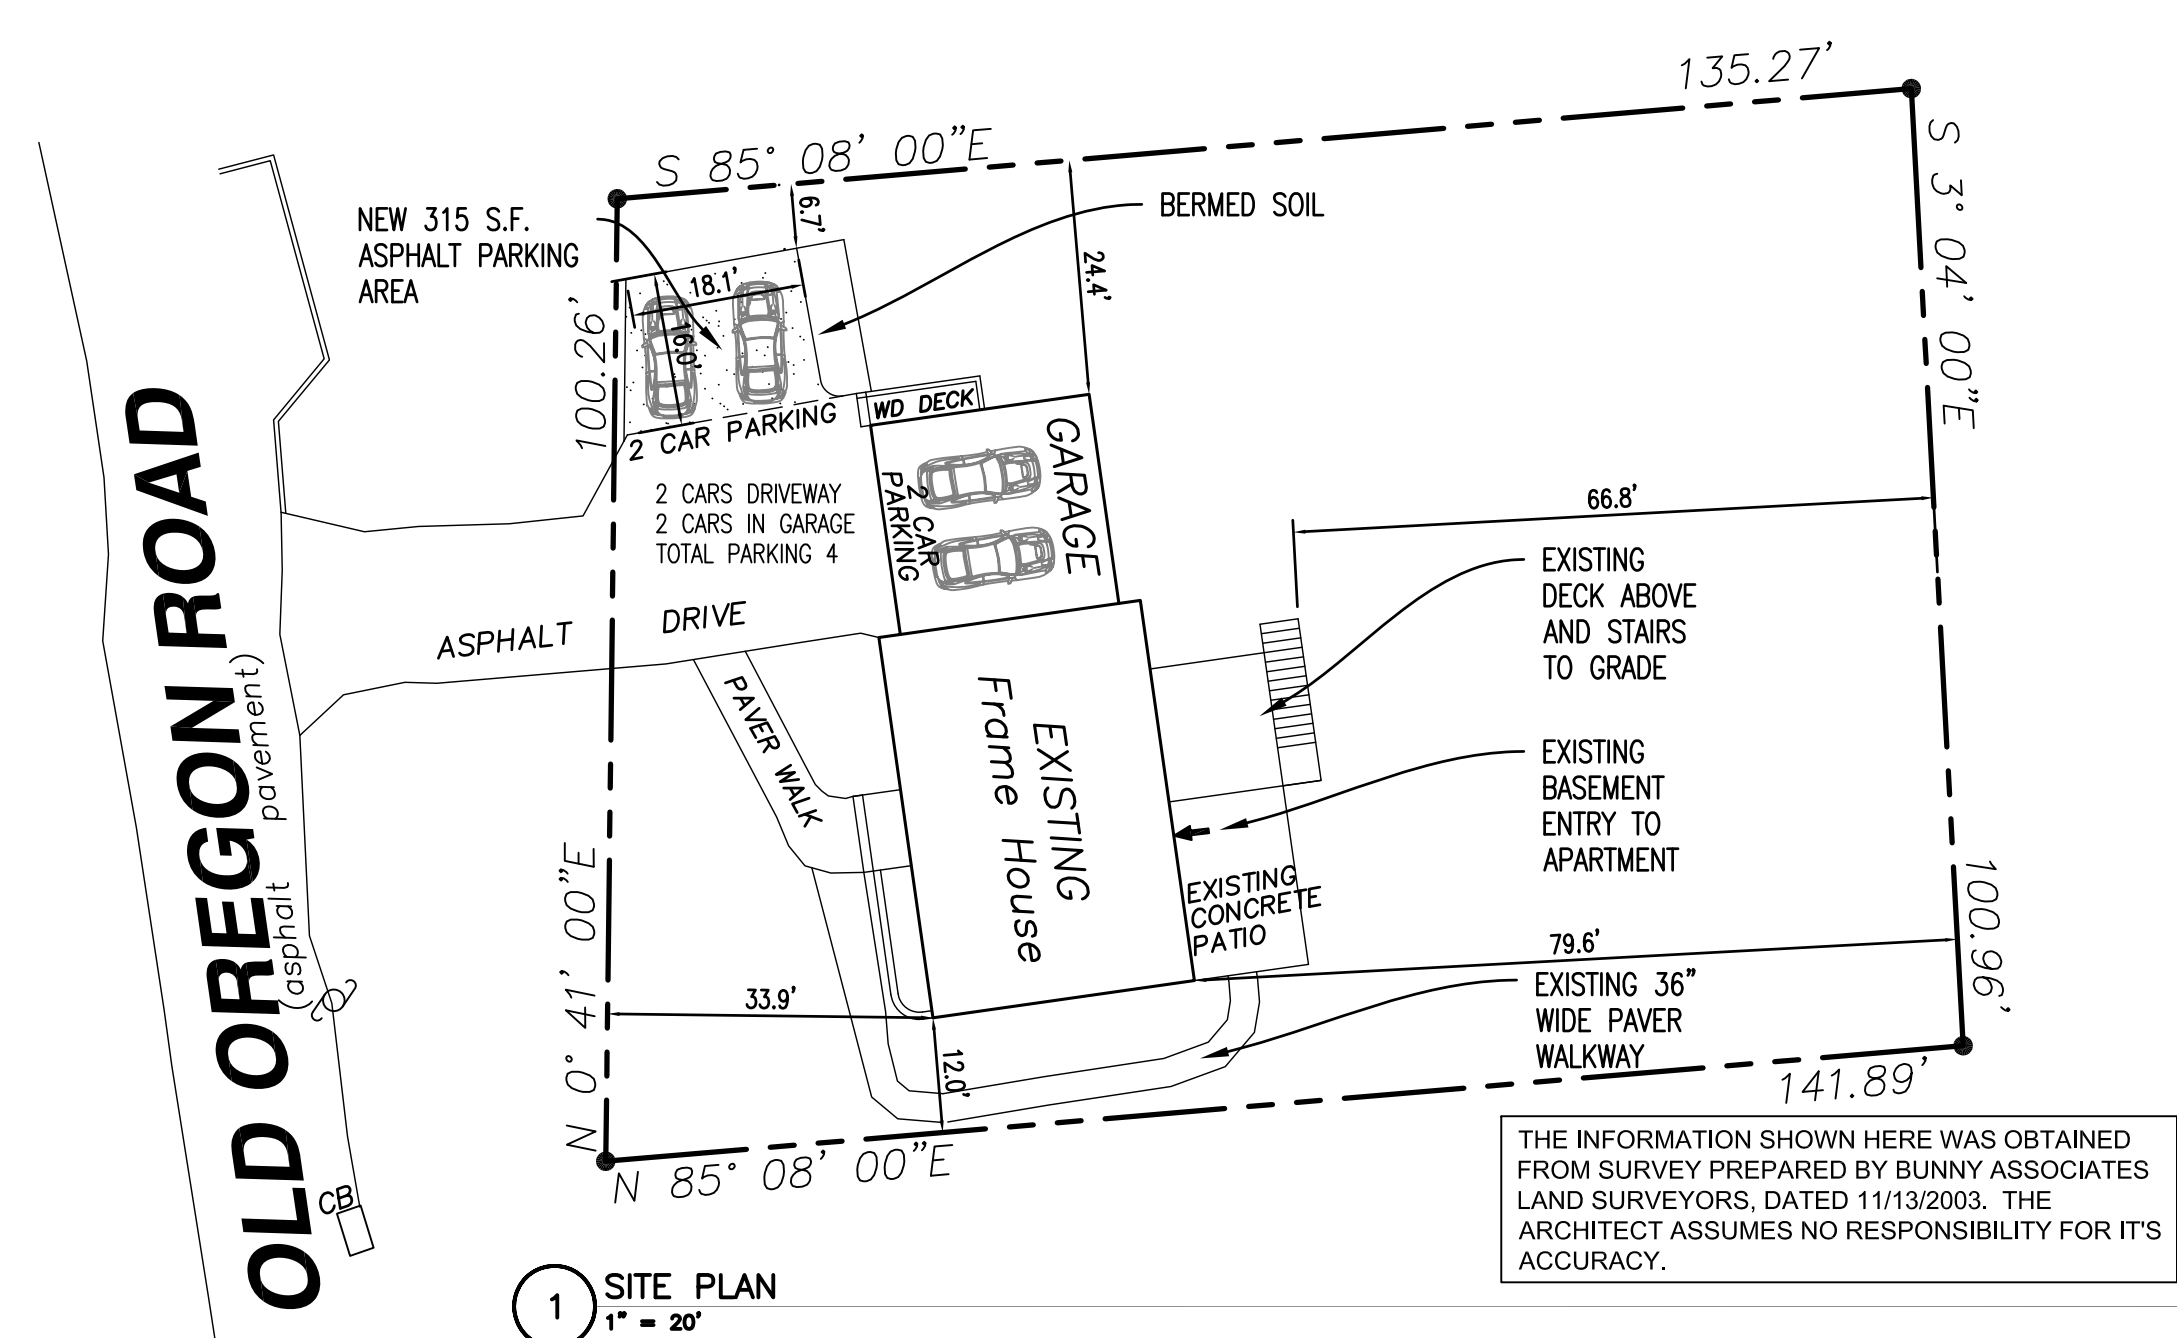 135.27'
S 85° 08' 00"E
S 3° 04' 00"E
100.96'
NEW 315 S.F.
ASPHALT PARKING
AREA
6.7'
BERMED SOIL
24.4'
18.1'
16.0'
100.26'
N 0° 41' 00"E
WD DECK
2 CAR PARKING
GARAGE
2 CAR
PARKING
2 CARS DRIVEWAY
2 CARS IN GARAGE
TOTAL PARKING 4
66.8'
EXISTING
DECK ABOVE
AND STAIRS
TO GRADE
ASPHALT DRIVE
OLD OREGON ROAD
(asphalt pavement)
PAVER WALK
EXISTING
Frame House
EXISTING
BASEMENT
ENTRY TO
APARTMENT
EXISTING
CONCRETE
PATIO
79.6'
33.9'
12.0'
EXISTING 36"
WIDE PAVER
WALKWAY
141.89'
N 85° 08' 00"E
CB
THE INFORMATION SHOWN HERE WAS OBTAINED
FROM SURVEY PREPARED BY BUNNY ASSOCIATES
LAND SURVEYORS, DATED 11/13/2003. THE
ARCHITECT ASSUMES NO RESPONSIBILITY FOR IT'S
ACCURACY.
1
SITE PLAN
1" = 20'